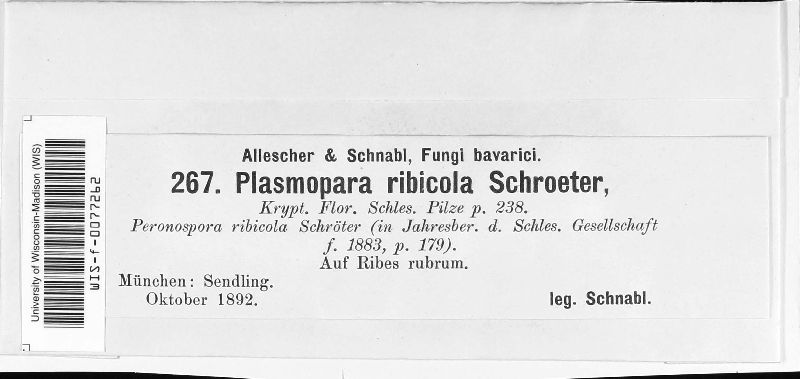 Allescher & Schnabl, Fungi bavarici.
267. Plasmopara ribicola Schroeter,
Krypt. Flor. Schles. Pilze p. 238.
Peronospora ribicola Schröter (in Jahresber. d. Schles. Gesellschaft
f. 1883, p. 179).
Auf Ribes rubrum.
München: Sendling.
Oktober 1892.
leg. Schnabl.
University of Wisconsin-Madison (WIS)
WIS-f-0077262